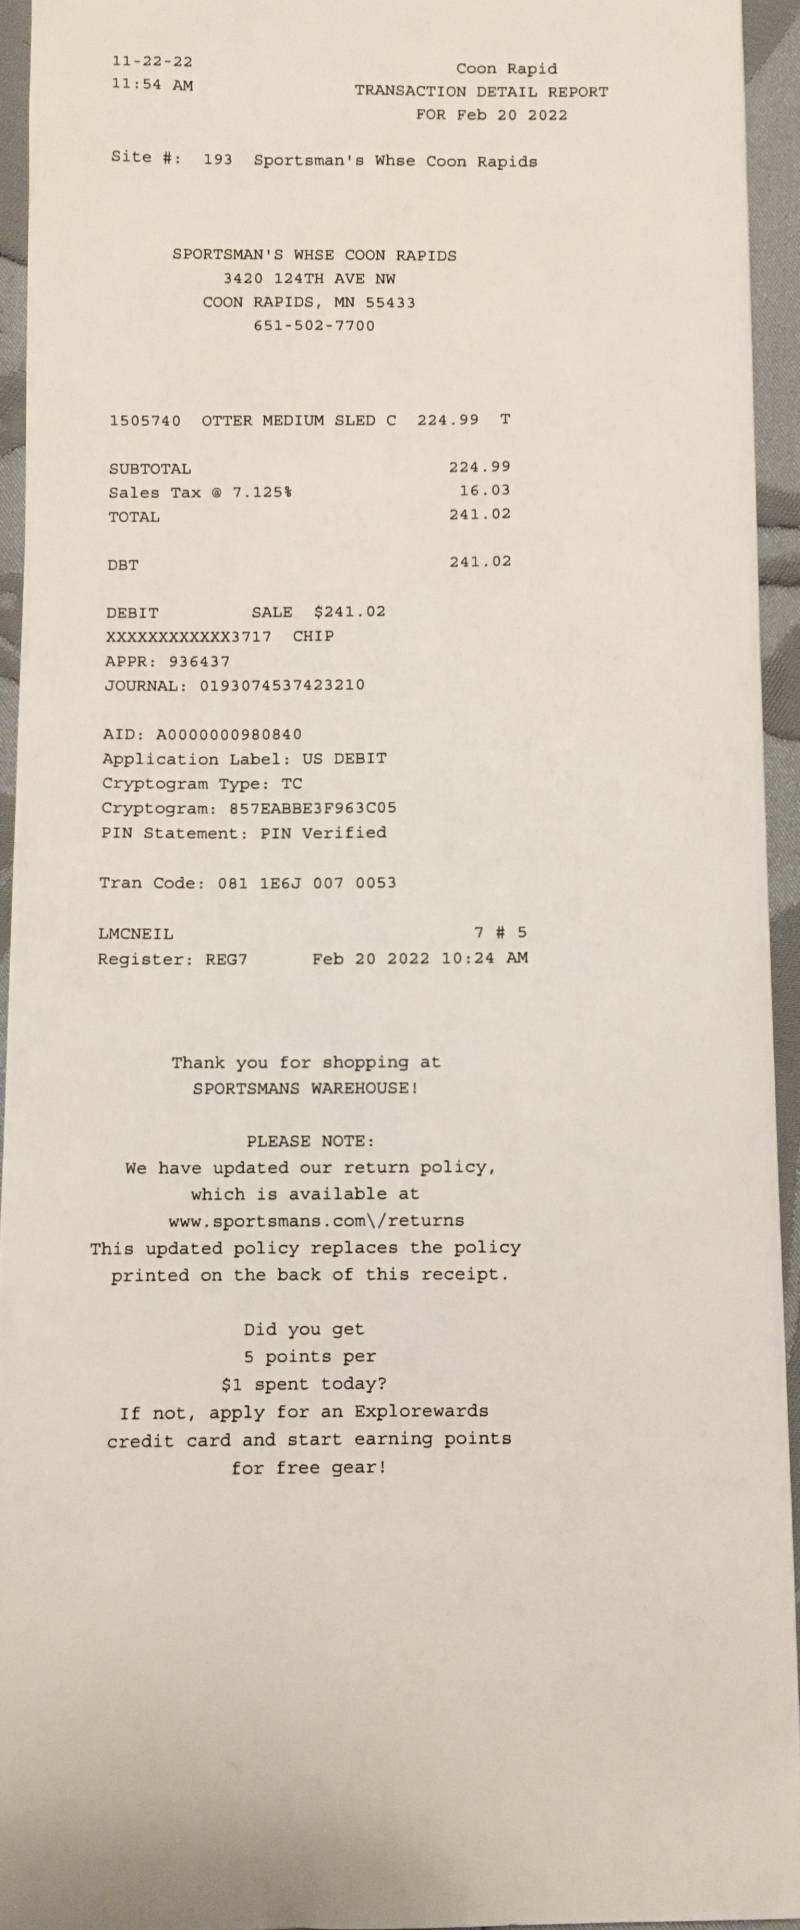 11-22-22
11:54 AM
Coon Rapid
TRANSACTION DETAIL REPORT
FOR Feb 20 2022
Site #: 193 Sportsman's Whse Coon Rapids
SPORTSMAN'S WHSE COON RAPIDS
3420 124TH AVE NW
COON RAPIDS, MN 55433
651-502-7700
1505740 OTTER MEDIUM SLED C 224.99 T
SUBTOTAL 224.99
Sales Tax @ 7.125% 16.03
TOTAL 241.02
DBT 241.02
DEBIT SALE $241.02
XXXXXXXXXXXX3717 CHIP
APPR: 936437
JOURNAL: 0193074537423210
AID: A0000000980840
Application Label: US DEBIT
Cryptogram Type: TC
Cryptogram: 857EABBE3F963C05
PIN Statement: PIN Verified
Tran Code: 081 1E6J 007 0053
LMCNEIL 7 # 5
Register: REG7 Feb 20 2022 10:24 AM
Thank you for shopping at
SPORTSMANS WAREHOUSE!
PLEASE NOTE:
We have updated our return policy,
which is available at
www.sportsmans.com\/returns
This updated policy replaces the policy
printed on the back of this receipt.
Did you get
5 points per
$1 spent today?
If not, apply for an Explorewards
credit card and start earning points
for free gear!